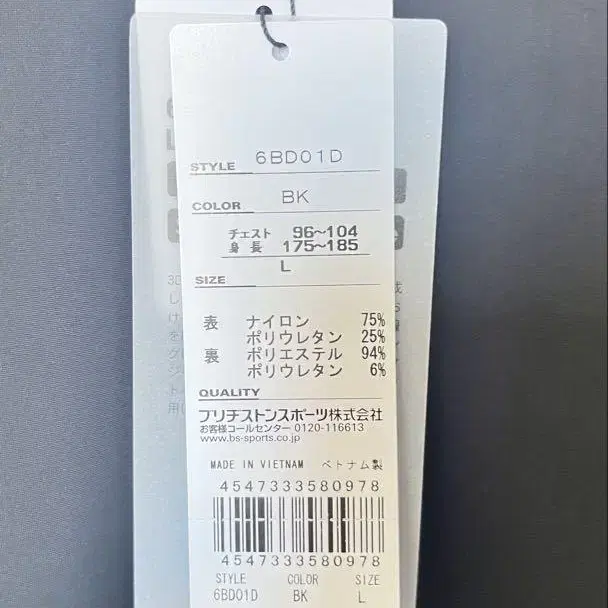 STYLE 6BD01D
COLOR BK
チェスト 96~104
身長 175~185
L
SIZE
表 ナイロン 75%
ポリウレタン 25%
裏 ポリエステル 94%
ポリウレタン 6%
QUALITY
ブリヂストンスポーツ株式会社
お客様コールセンター 0120-116613
www.bs-sports.co.jp
MADE IN VIETNAM ベトナム製
4547333580978
4547333580978
STYLE COLOR SIZE
6BD01D BK L